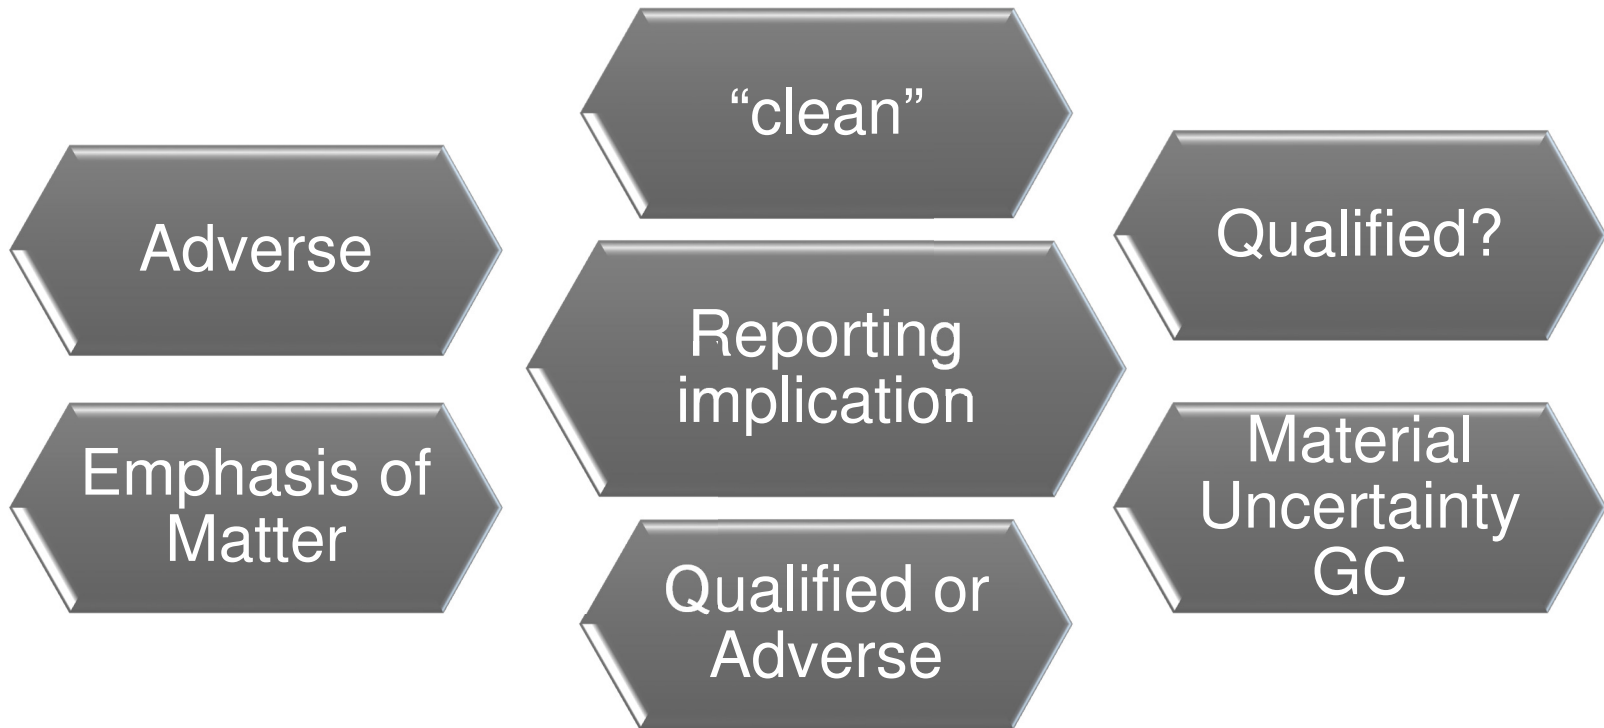 “clean”
Adverse
Qualified?
Reporting
implication
Emphasis of
Matter
Material
Uncertainty
GC
Qualified or
Adverse